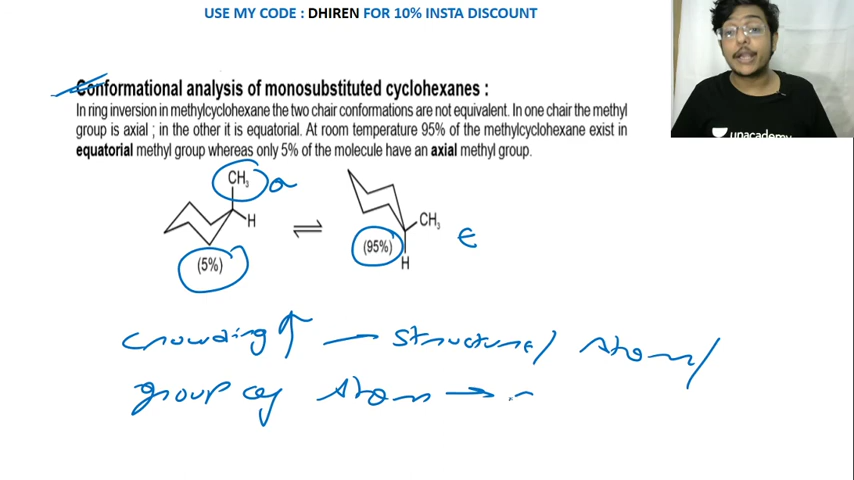 USE MY CODE : DHIREN FOR 10% INSTA DISCOUNT
unacademy
Conformational analysis of monosubstituted cyclohexanes :
In ring inversion in methylcyclohexane the two chair conformations are not equivalent. In one chair the methyl
group is axial ; in the other it is equatorial. At room temperature 95% of the methylcyclohexane exist in
equatorial methyl group whereas only 5% of the molecule have an axial methyl group.
CH₃ a
H
(5%)
⇌
CH₃
(95%)
H
E
crowding ↑ — structure/ Atom/
group of Atom →